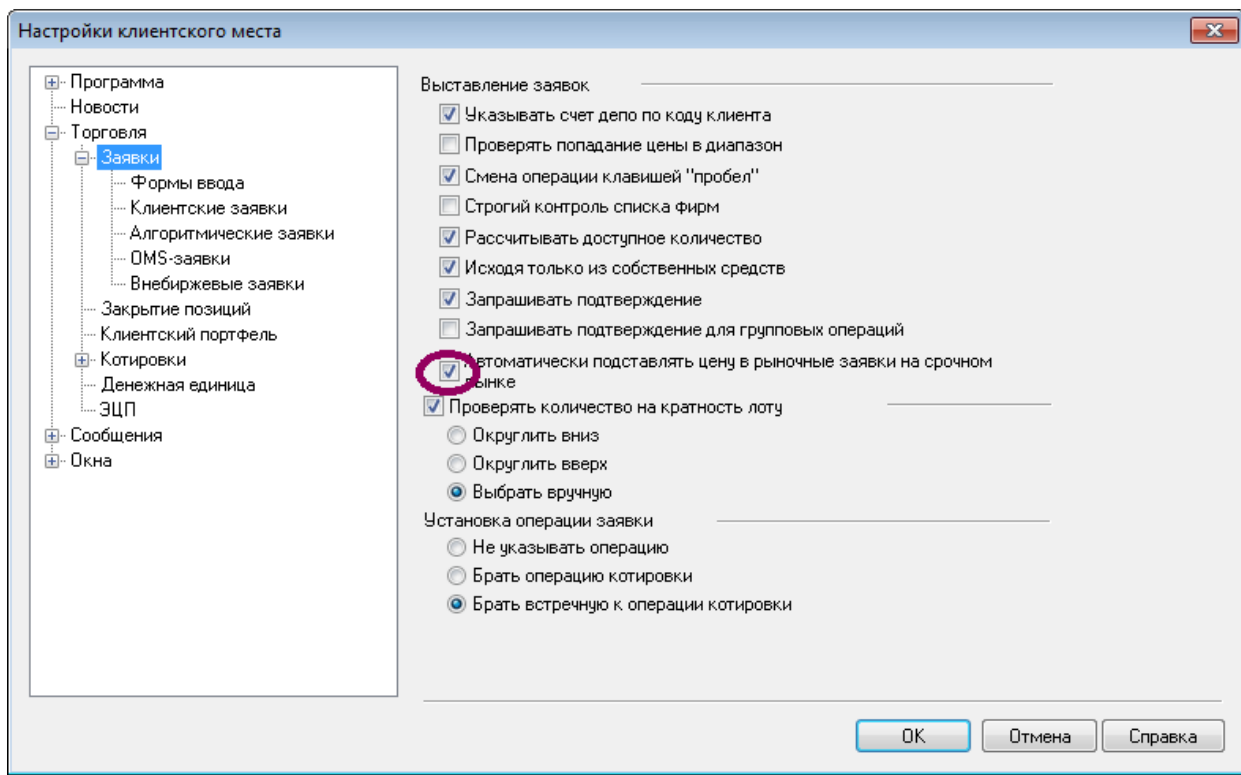 Настройки клиентского места
Программа
Новости
Торговля
Заявки
Формы ввода
Клиентские заявки
Алгоритмические заявки
OMS-заявки
Внебиржевые заявки
Закрытие позиций
Клиентский портфель
Котировки
Денежная единица
ЭЦП
Сообщения
Окна
Выставление заявок
Указывать счет депо по коду клиента
Проверять попадание цены в диапазон
Смена операции клавишей "пробел"
Строгий контроль списка фирм
Рассчитывать доступное количество
Исходя только из собственных средств
Запрашивать подтверждение
Запрашивать подтверждение для групповых операций
Автоматически подставлять цену в рыночные заявки на срочном
рынке
Проверять количество на кратность лоту
Округлить вниз
Округлить вверх
Выбрать вручную
Установка операции заявки
Не указывать операцию
Брать операцию котировки
Брать встречную к операции котировки
OK
Отмена
Справка